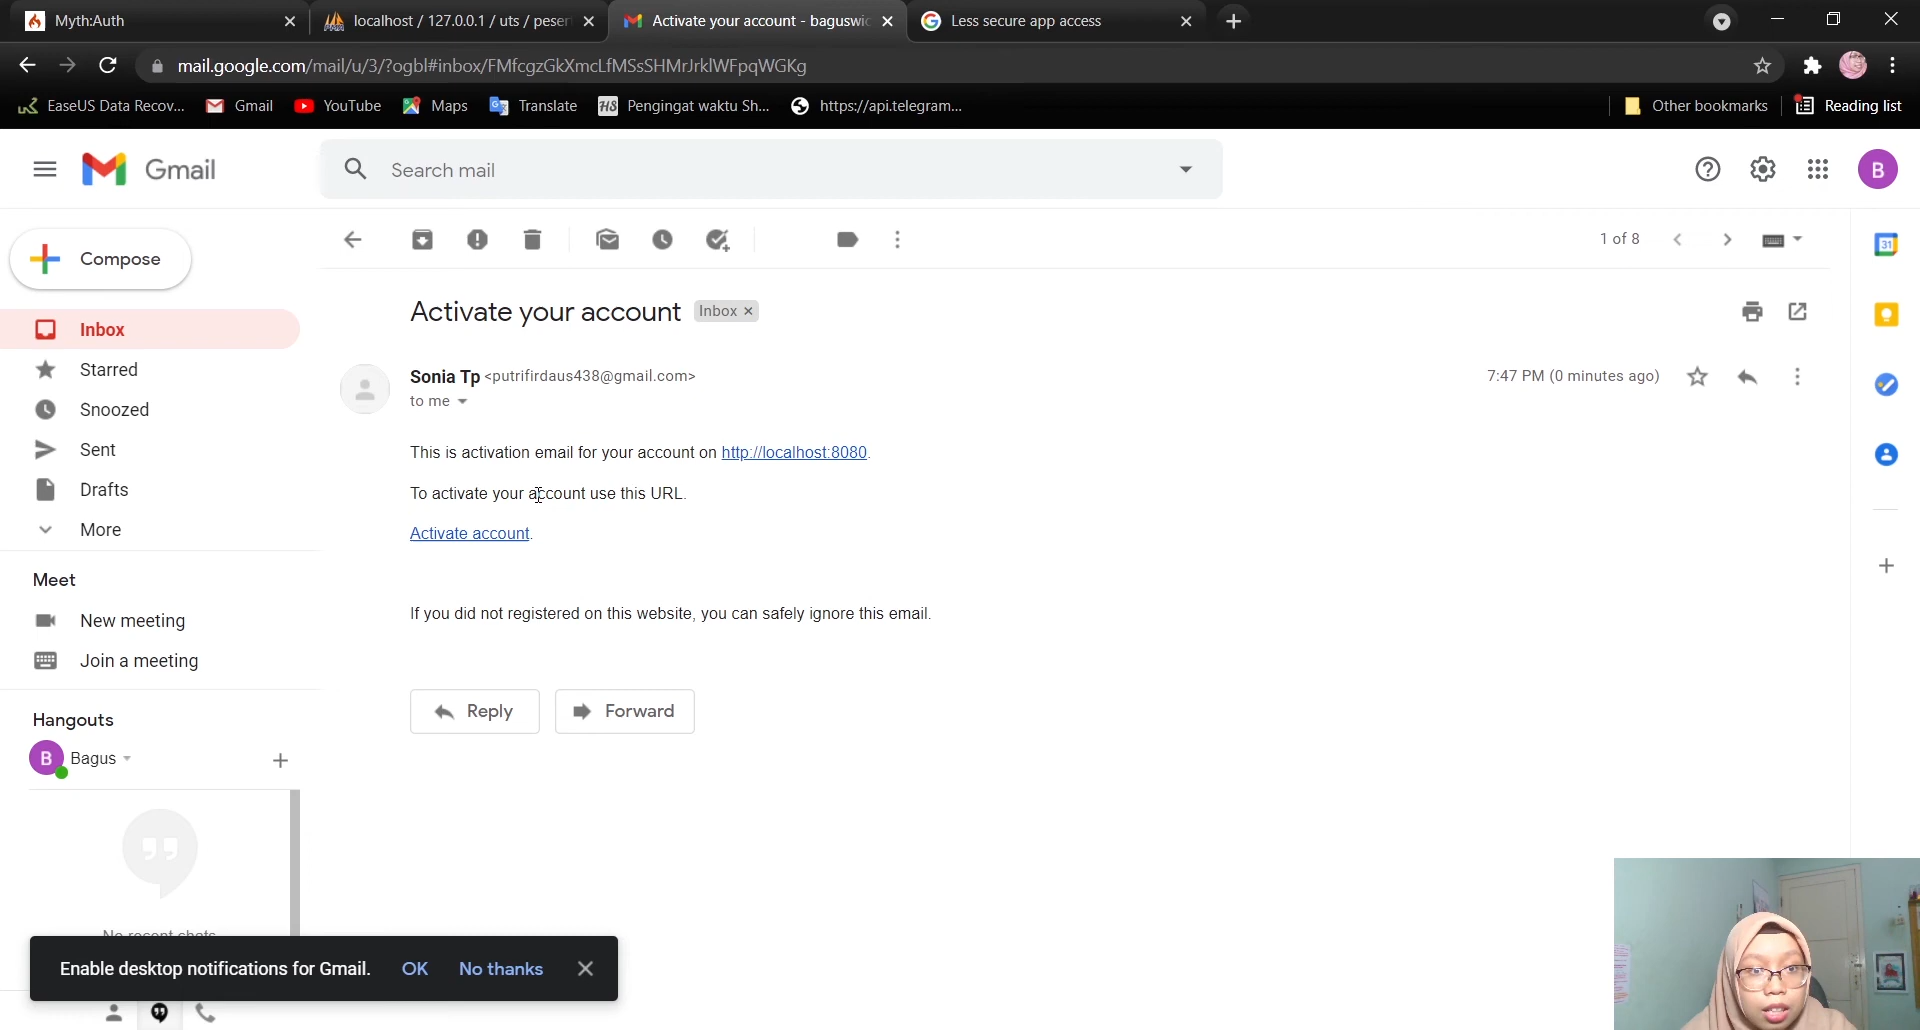 Myth:Auth
localhost / 127.0.0.1 / uts / peser
Activate your account - baguswic
Less secure app access
mail.google.com/mail/u/3/?ogbl#inbox/FMfcgzGkXmcLfMSsSHMrJrklWFpqWGKg
EaseUS Data Recov...
Gmail
YouTube
Maps
Translate
HS
Pengingat waktu Sh...
https://api.telegram...
Other bookmarks
Reading list
Gmail
Search mail
B
Compose
1 of 8
31
Inbox
Starred
Snoozed
Sent
Drafts
More
Activate your account
Inbox
Sonia Tp <putrifirdaus438@gmail.com>
7:47 PM (0 minutes ago)
to me
This is activation email for your account on http://localhost:8080.
To activate your account use this URL.
Activate account.
If you did not registered on this website, you can safely ignore this email.
Reply
Forward
Meet
New meeting
Join a meeting
Hangouts
B
Bagus
No recent chats
Enable desktop notifications for Gmail.
OK
No thanks